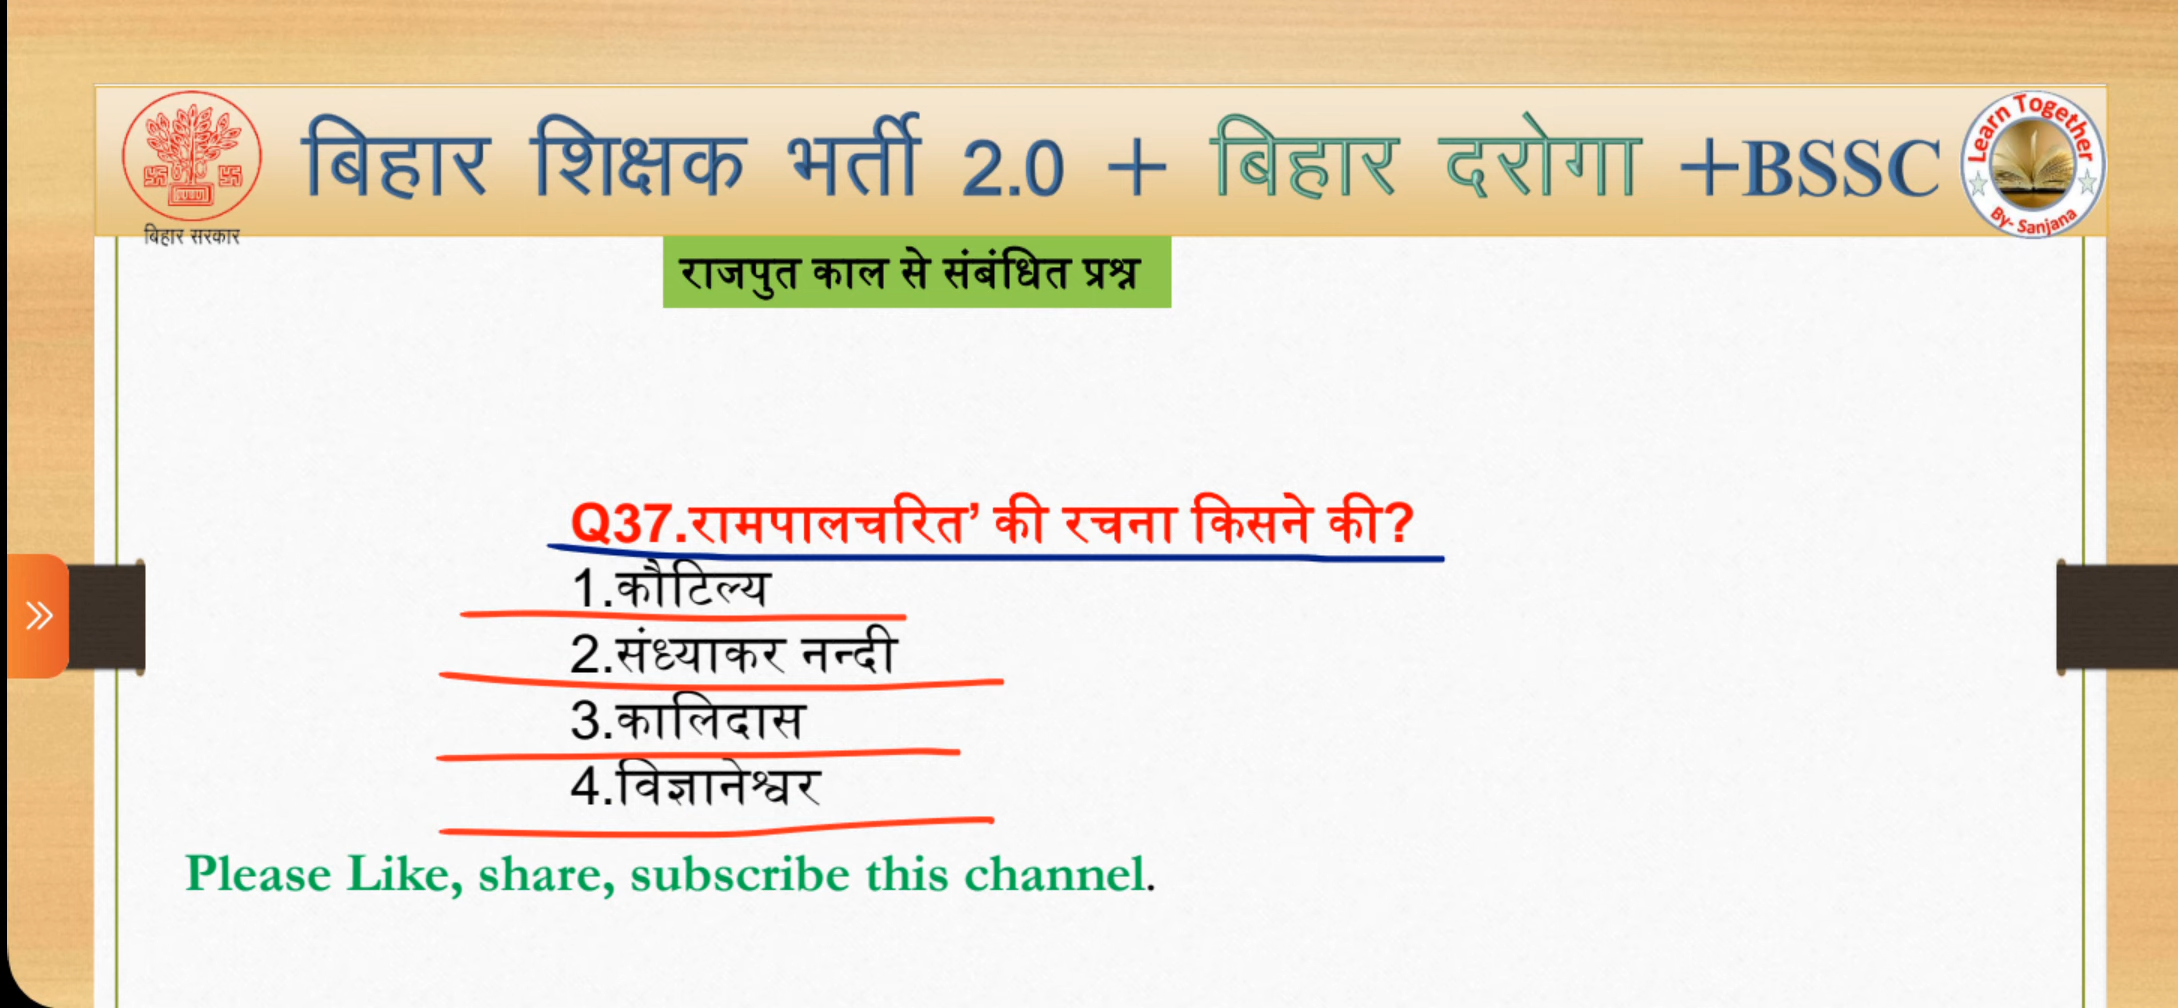 बिहार शिक्षक भर्ती 2.0 + बिहार दरोगा +BSSC
Learn Together
By- Sanjana
बिहार सरकार
राजपुत काल से संबंधित प्रश्न
Q37.रामपालचरित’ की रचना किसने की?
1.कौटिल्य
2.संध्याकर नन्दी
3.कालिदास
4.विज्ञानेश्वर
Please Like, share, subscribe this channel.